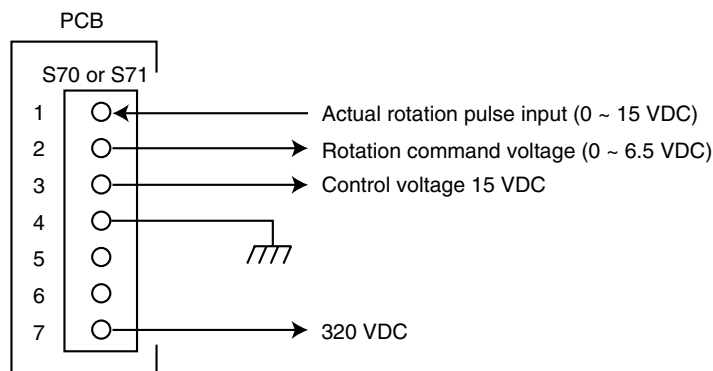 PCB
S70 or S71
1 Actual rotation pulse input (0 ~ 15 VDC)
2 Rotation command voltage (0 ~ 6.5 VDC)
3 Control voltage 15 VDC
4
5
6
7 320 VDC